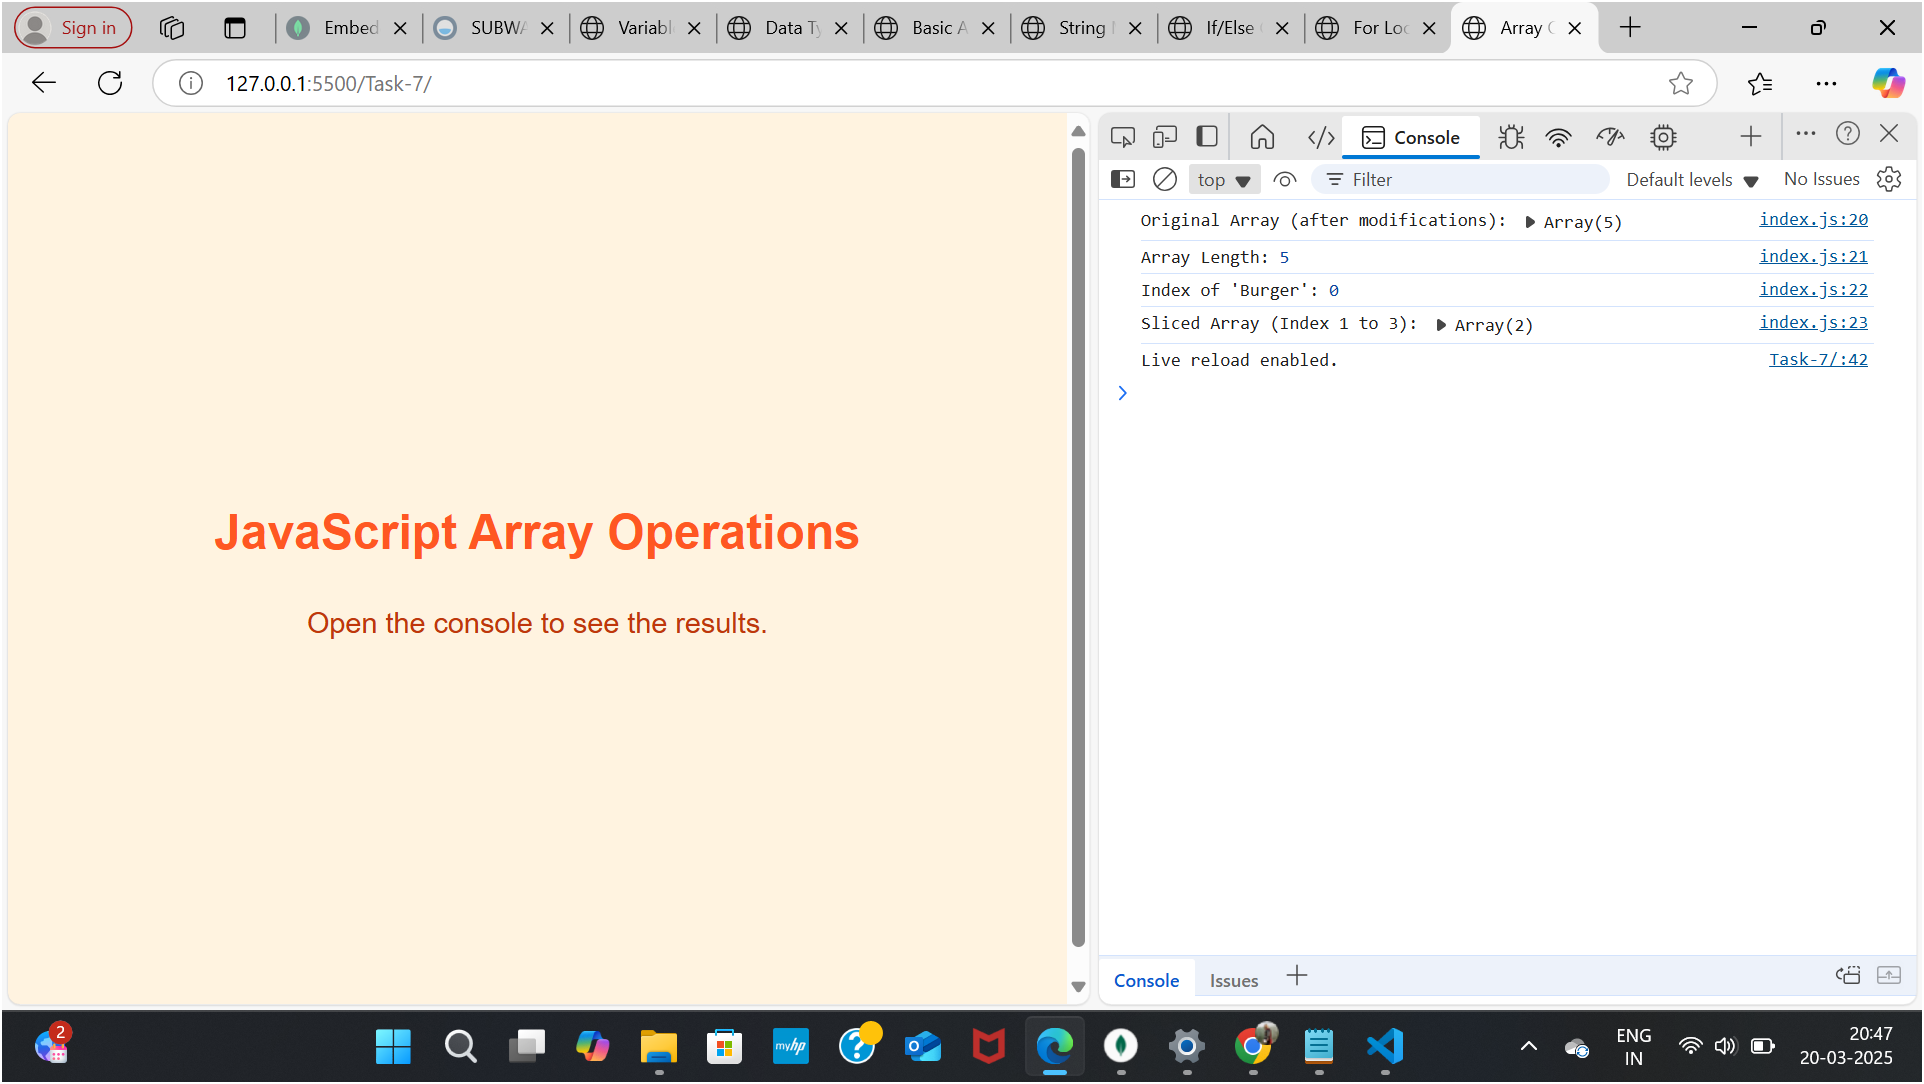 Sign in
Embed
SUBWA
Variabl
Data Ty
Basic A
String
If/Else
For Loo
Array
127.0.0.1:5500/Task-7/
Console
top
Filter
Default levels
No Issues
Original Array (after modifications): Array(5) index.js:20
Array Length: 5 index.js:21
Index of 'Burger': 0 index.js:22
Sliced Array (Index 1 to 3): Array(2) index.js:23
Live reload enabled. Task-7/:42
JavaScript Array Operations
Open the console to see the results.
Console
Issues
2
myhp
ENG
IN
20:47
20-03-2025